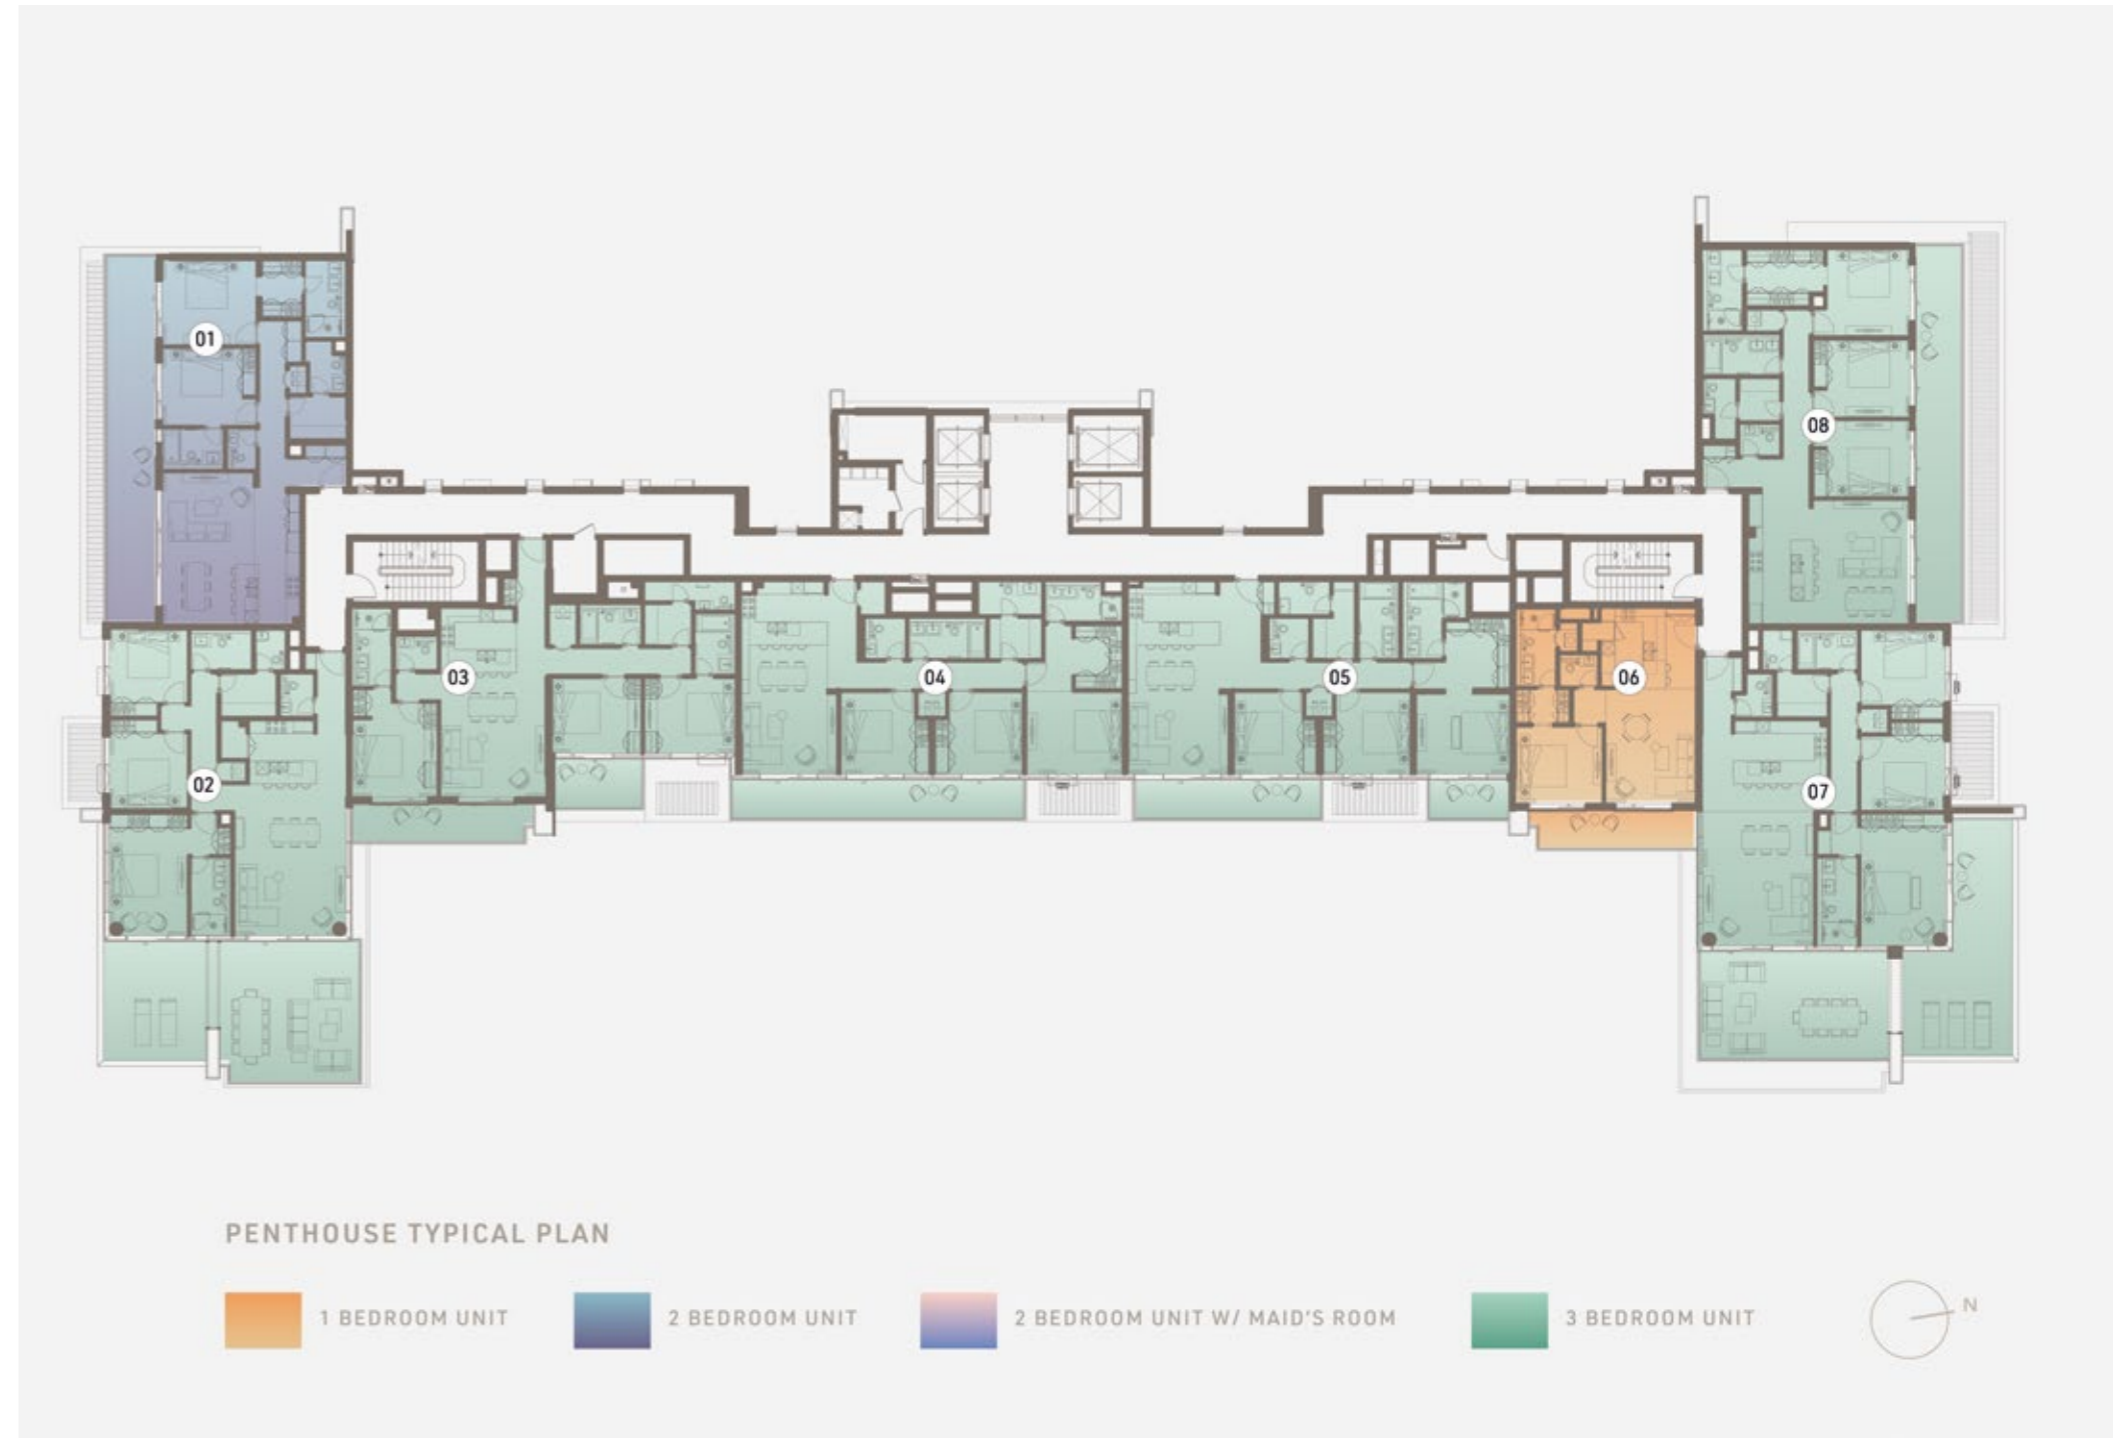 01
08
03
04
05
06
02
07
PENTHOUSE TYPICAL PLAN
1 BEDROOM UNIT
2 BEDROOM UNIT
2 BEDROOM UNIT W/ MAID'S ROOM
3 BEDROOM UNIT
N